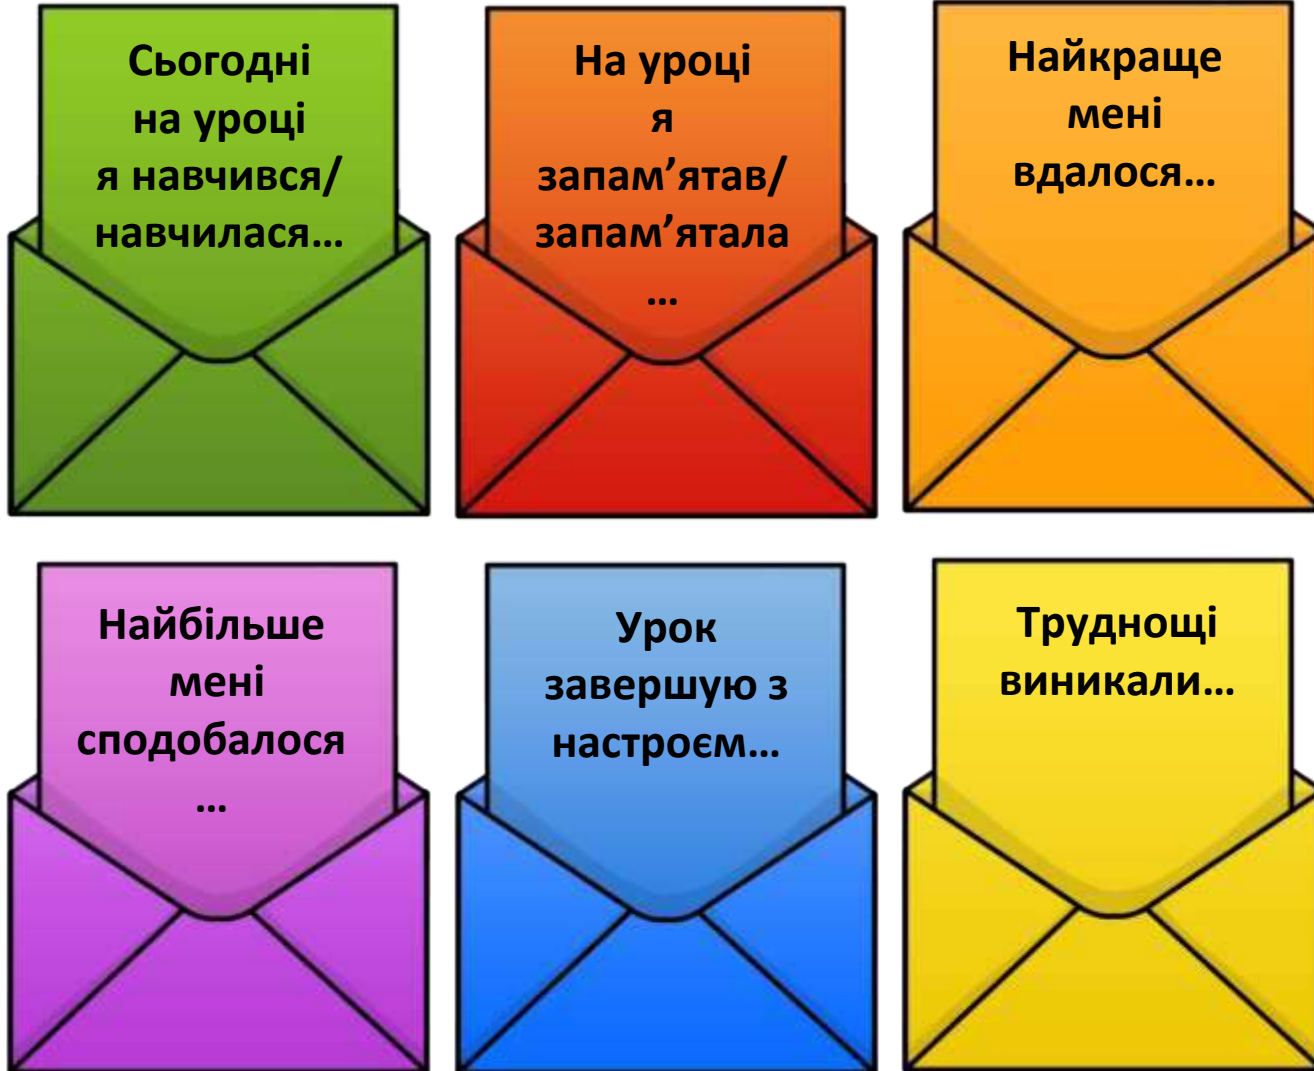 Сьогодні
на уроці
я навчився/
навчилася…
На уроці
я
запам’ятав/
запам’ятала
…
Найкраще
мені
вдалося…
Найбільше
мені
сподобалося
…
Урок
завершую з
настроєм…
Труднощі
виникали…